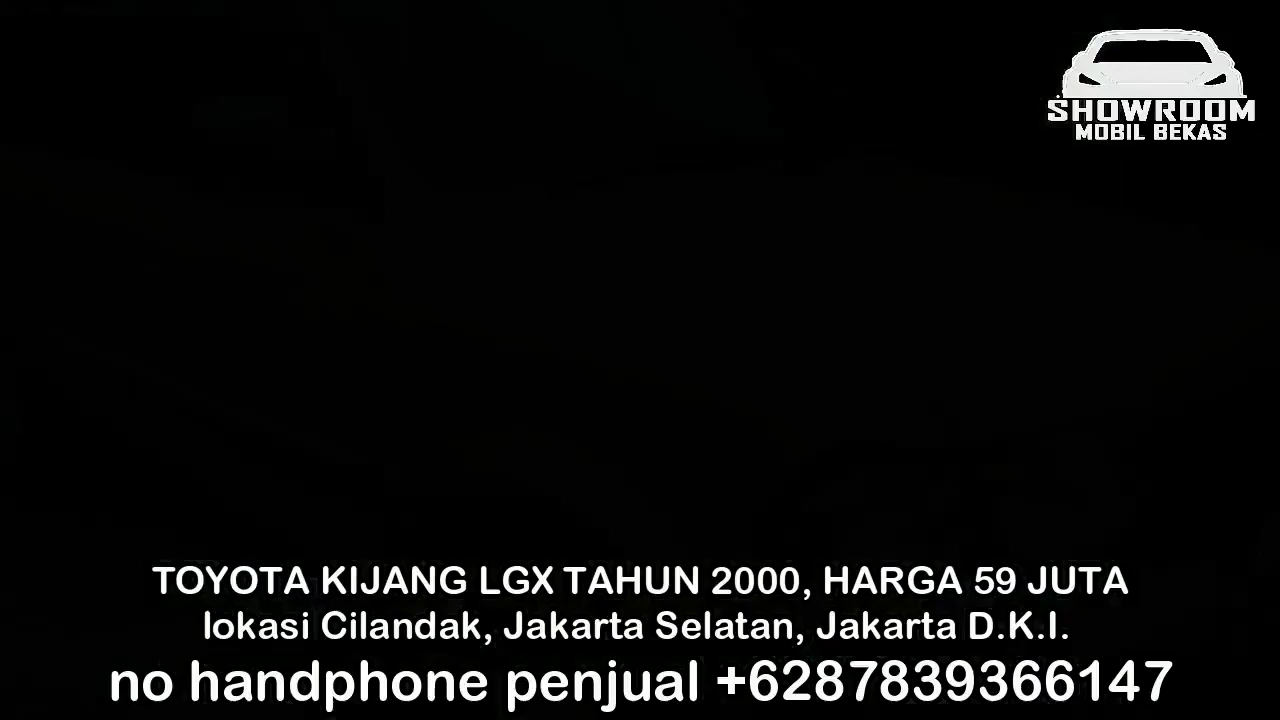 SHOWROOM
MOBIL BEKAS
TOYOTA KIJANG LGX TAHUN 2000, HARGA 59 JUTA
lokasi Cilandak, Jakarta Selatan, Jakarta D.K.I.
no handphone penjual +6287839366147